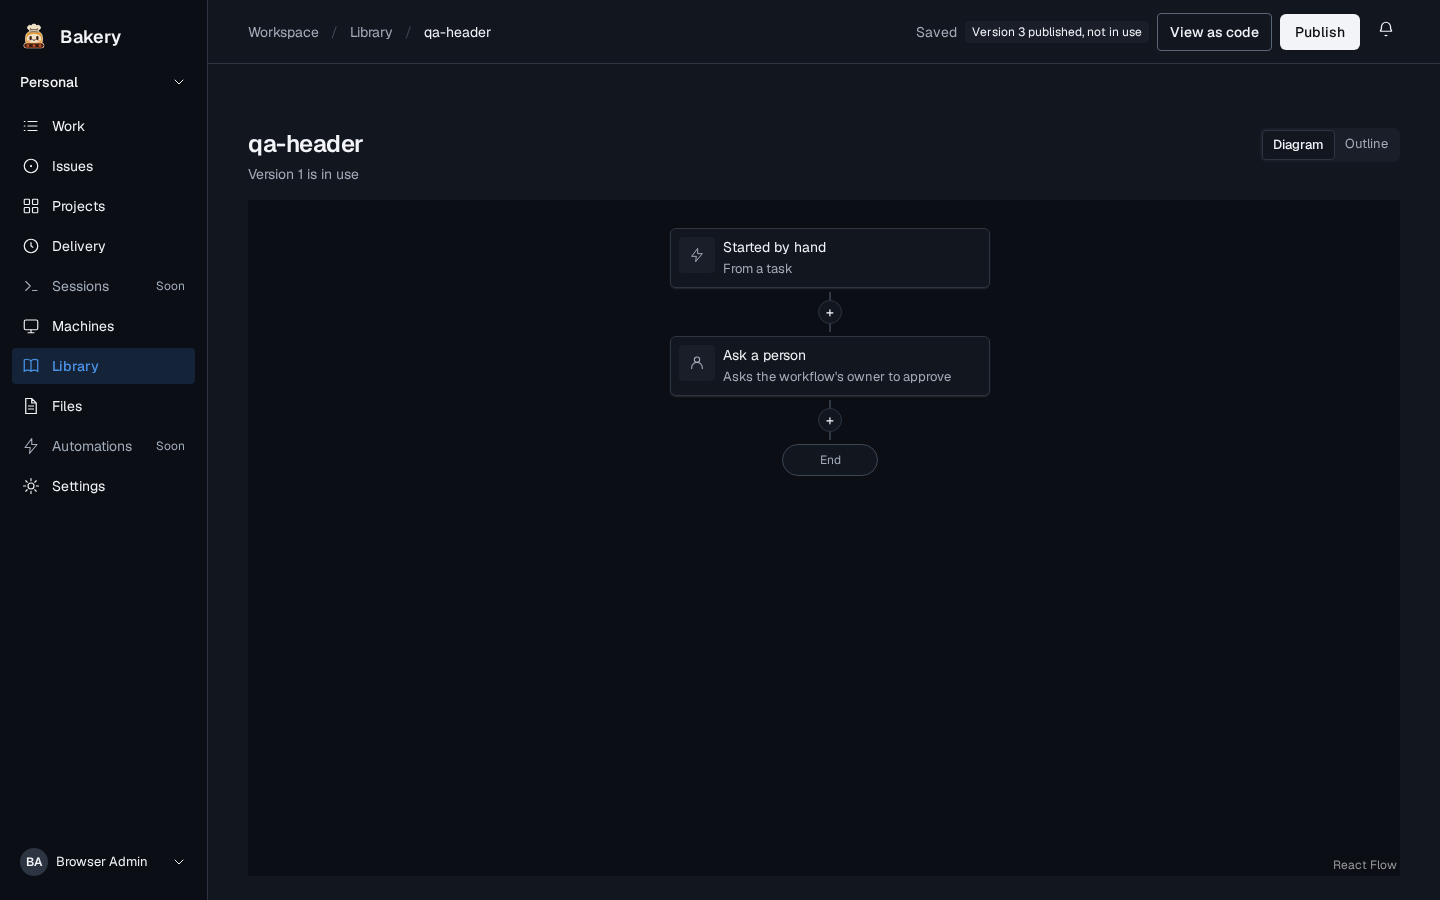 Bakery
Personal
Work
Issues
Projects
Delivery
Sessions Soon
Machines
Library
Files
Automations Soon
Settings
BA Browser Admin
Workspace / Library / qa-header
Saved Version 3 published, not in use View as code Publish
qa-header
Version 1 is in use
Diagram Outline
Started by hand
From a task
+
Ask a person
Asks the workflow's owner to approve
+
End
React Flow